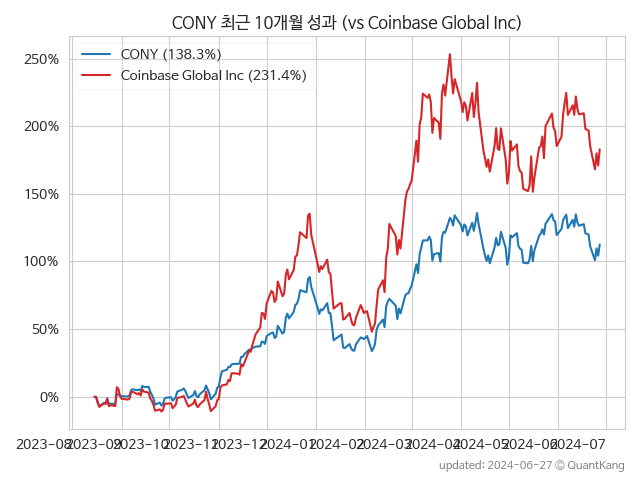 CONY 최근 10개월 성과 (vs Coinbase Global Inc)
CONY (138.3%)
Coinbase Global Inc (231.4%)
250%
200%
150%
100%
50%
0%
2023-08 2023-09 2023-10 2023-11 2023-12 2024-01 2024-02 2024-03 2024-04 2024-05 2024-06 2024-07
updated: 2024-06-27 © QuantKang